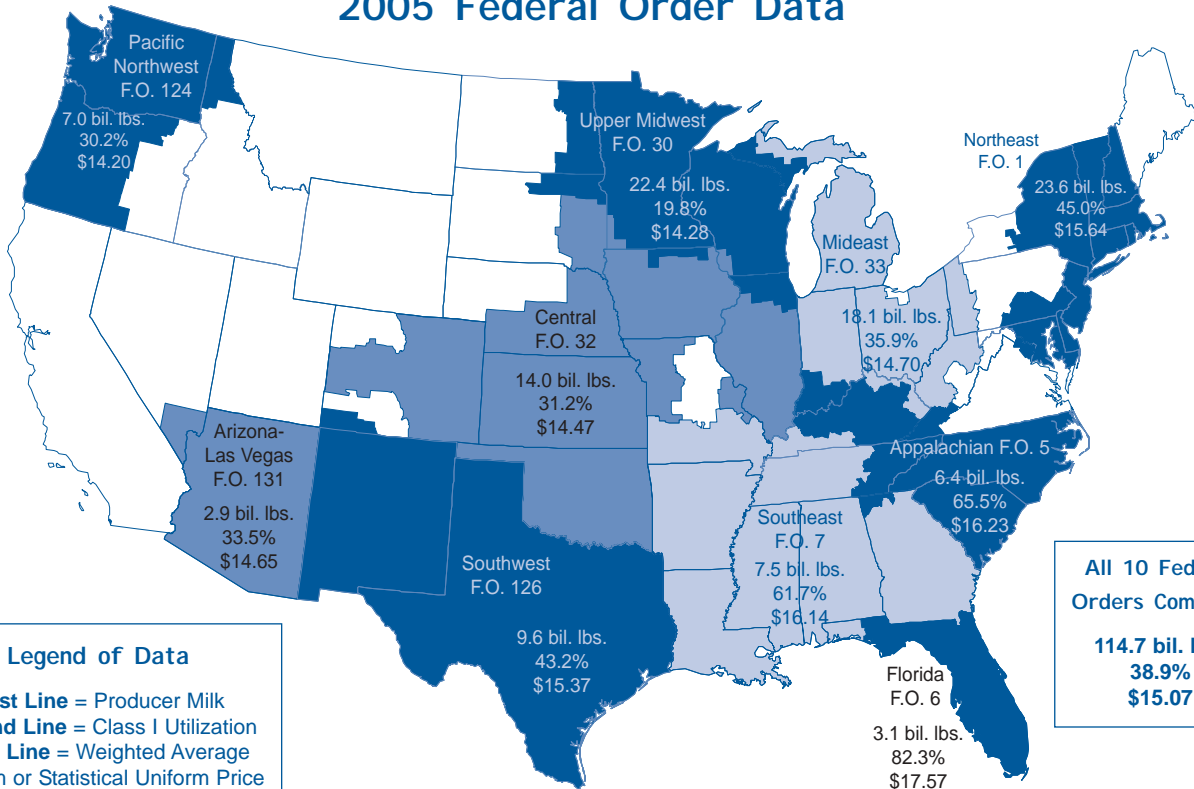 2005 Federal Order Data
Pacific
Northwest
F.O. 124
7.0 bil. lbs.
30.2%
$14.20
Upper Midwest
F.O. 30
22.4 bil. lbs.
19.8%
$14.28
Northeast
F.O. 1
23.6 bil. lbs.
45.0%
$15.64
Mideast
F.O. 33
18.1 bil. lbs.
35.9%
$14.70
Central
F.O. 32
14.0 bil. lbs.
31.2%
$14.47
Arizona-
Las Vegas
F.O. 131
2.9 bil. lbs.
33.5%
$14.65
Appalachian F.O. 5
6.4 bil. lbs.
65.5%
$16.23
Southeast
F.O. 7
7.5 bil. lbs.
61.7%
$16.14
Southwest
F.O. 126
9.6 bil. lbs.
43.2%
$15.37
Florida
F.O. 6
3.1 bil. lbs.
82.3%
$17.57
All 10 Fed
Orders Com
114.7 bil. l
38.9%
$15.07
Legend of Data
st Line = Producer Milk
nd Line = Class I Utilization
Line = Weighted Average
or Statistical Uniform Price